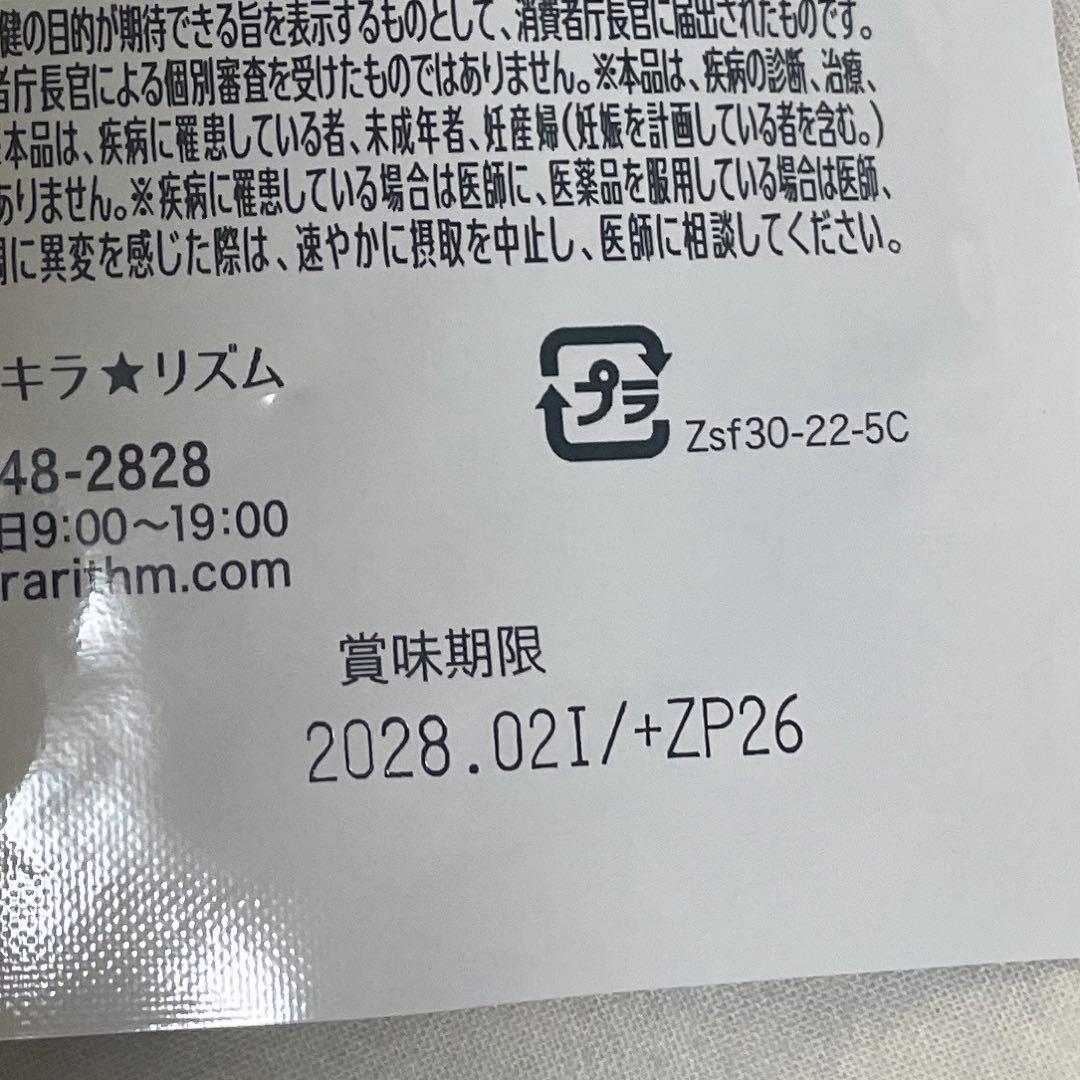 健の目的が期待できる旨を表示するものとして、消費者庁長官に届出されたものです。
者庁長官による個別審査を受けたものではありません。※本品は、疾病の診断、治療、
本品は、疾病に罹患している者、未成年者、妊産婦(妊娠を計画している者を含む。)
ありません。※疾病に罹患している場合は医師に、医薬品を服用している場合は医師、
調に異変を感じた際は、速やかに摂取を中止し、医師に相談してください。
キラ★リズム
プラ
Zsf30-22-5C
48-2828
日9:00〜19:00
rarithm.com
賞味期限
2028.02I/+ZP26